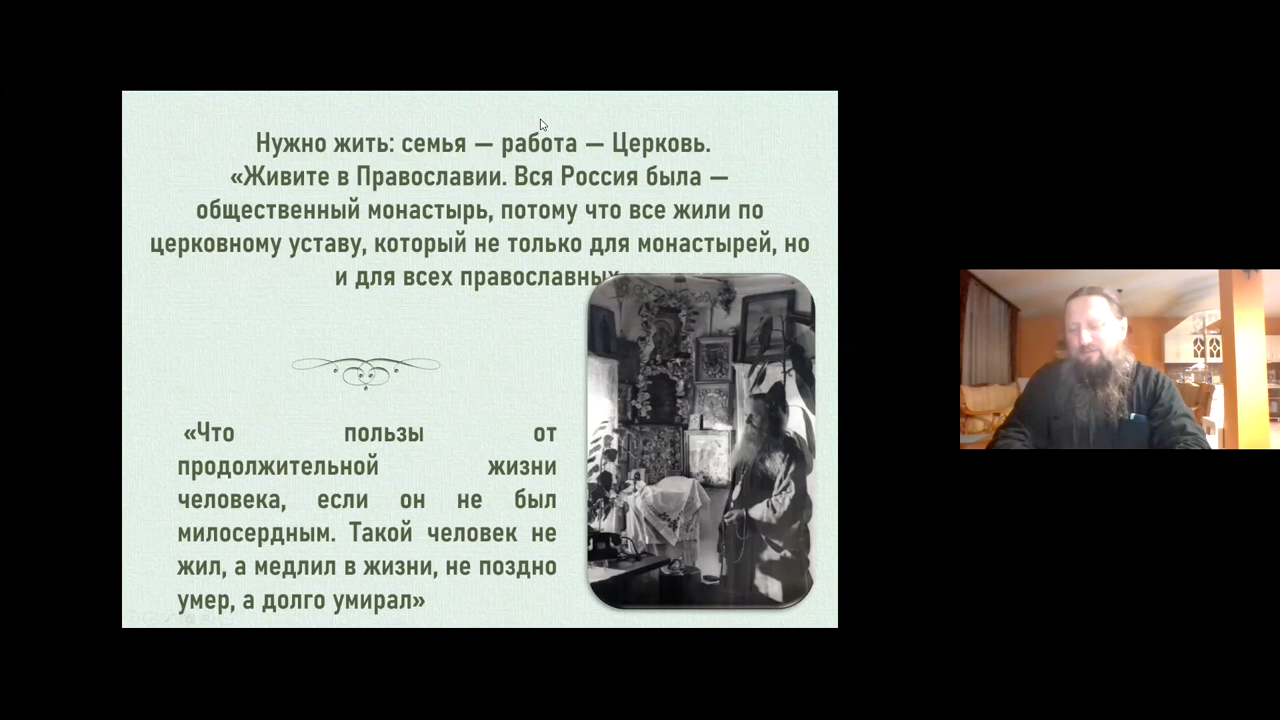 Нужно жить: семья — работа — Церковь.
«Живите в Православии. Вся Россия была —
общественный монастырь, потому что все жили по
церковному уставу, который не только для монастырей, но
и для всех православных
«Что пользы от
продолжительной жизни
человека, если он не был
милосердным. Такой человек не
жил, а медлил в жизни, не поздно
умер, а долго умирал»